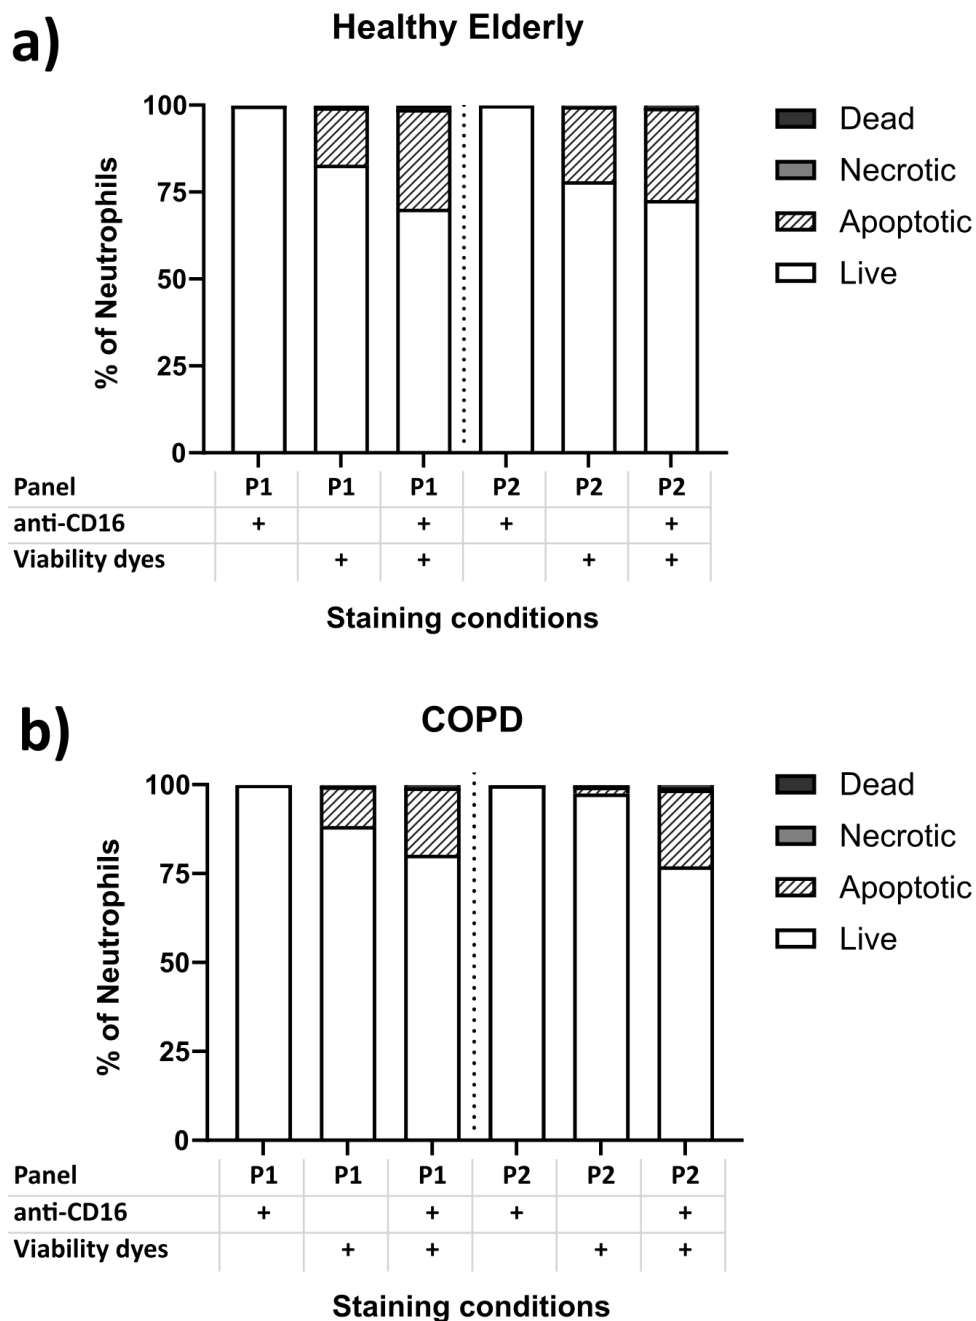 a)
Healthy Elderly
% of Neutrophils
100
75
50
25
0
Dead
Necrotic
Apoptotic
Live
Panel P1 P1 P1 P2 P2 P2
anti-CD16 + + + +
Viability dyes + + + +
Staining conditions
b)
COPD
% of Neutrophils
100
75
50
25
0
Dead
Necrotic
Apoptotic
Live
Panel P1 P1 P1 P2 P2 P2
anti-CD16 + + + +
Viability dyes + + + +
Staining conditions